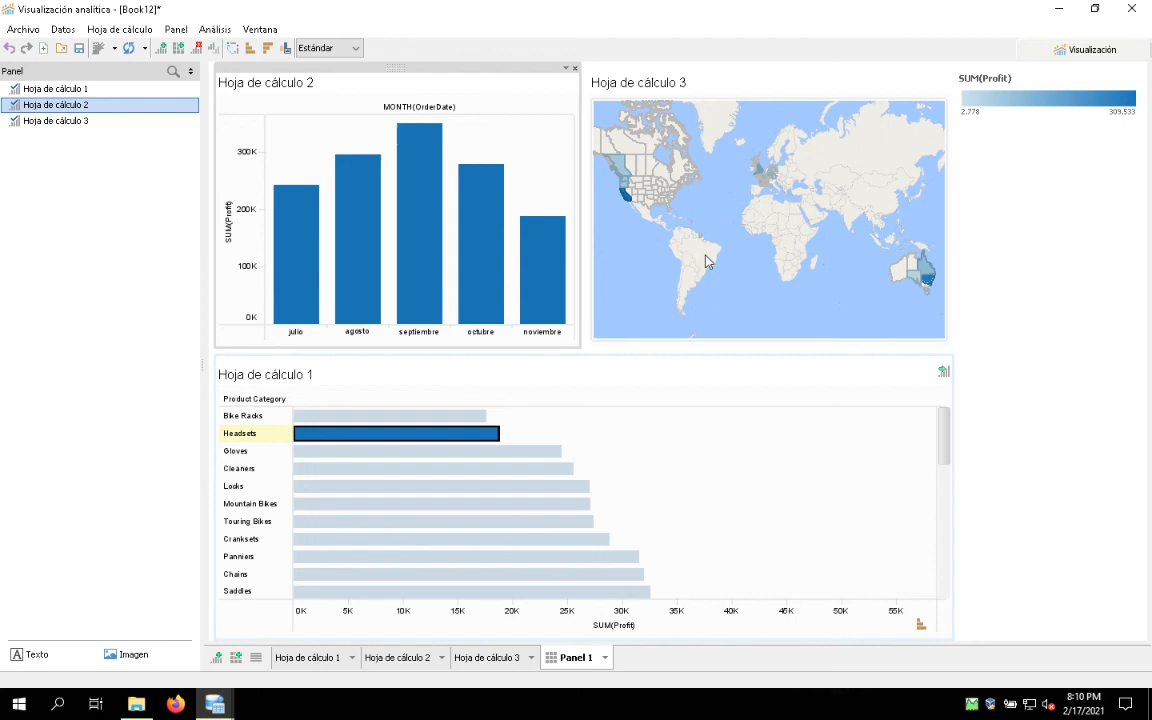 Visualización analítica - [Book12]*
Archivo Datos Hoja de cálculo Panel Análisis Ventana
Estándar
Visualización
Panel
Hoja de cálculo 1
Hoja de cálculo 2
Hoja de cálculo 3
Hoja de cálculo 2
MONTH(OrderDate)
SUM(Profit)
300K
200K
100K
0K
julio agosto septiembre octubre noviembre
Hoja de cálculo 3
SUM(Profit)
2.778 309.533
Hoja de cálculo 1
Product Category
Bike Racks
Headsets
Gloves
Cleaners
Locks
Mountain Bikes
Touring Bikes
Cranksets
Panniers
Chains
Saddles
0K 5K 10K 15K 20K 25K 30K 35K 40K 45K 50K 55K
SUM(Profit)
A Texto Imagen
Hoja de cálculo 1 Hoja de cálculo 2 Hoja de cálculo 3 Panel 1
8:10 PM
2/17/2021